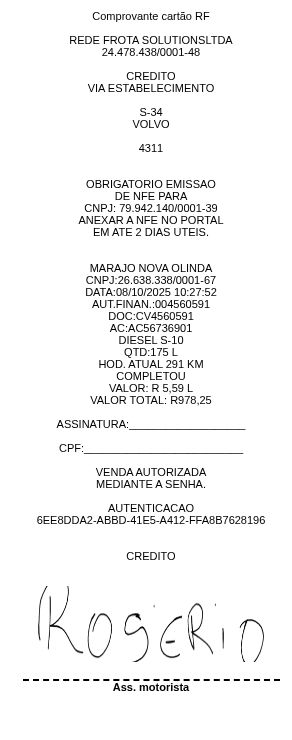 Comprovante cartão RF
REDE FROTA SOLUTIONSLTDA
24.478.438/0001-48
CREDITO
VIA ESTABELECIMENTO
S-34
VOLVO
4311
OBRIGATORIO EMISSAO
DE NFE PARA
CNPJ: 79.942.140/0001-39
ANEXAR A NFE NO PORTAL
EM ATE 2 DIAS UTEIS.
MARAJO NOVA OLINDA
CNPJ:26.638.338/0001-67
DATA:08/10/2025 10:27:52
AUT.FINAN.:004560591
DOC:CV4560591
AC:AC56736901
DIESEL S-10
QTD:175 L
HOD. ATUAL 291 KM
COMPLETOU
VALOR: R 5,59 L
VALOR TOTAL: R978,25
ASSINATURA:___________________
CPF:__________________________
VENDA AUTORIZADA
MEDIANTE A SENHA.
AUTENTICACAO
6EE8DDA2-ABBD-41E5-A412-FFA8B7628196
CREDITO
ROGERIO
Ass. motorista